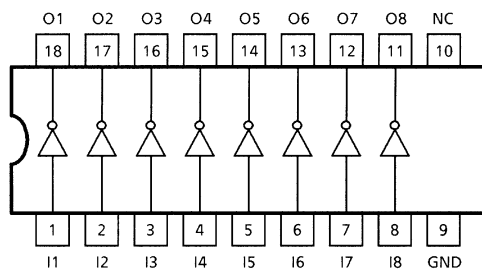 O1 O2 O3 O4 O5 O6 O7 O8 NC
18 17 16 15 14 13 12 11 10
1 2 3 4 5 6 7 8 9
I1 I2 I3 I4 I5 I6 I7 I8 GND